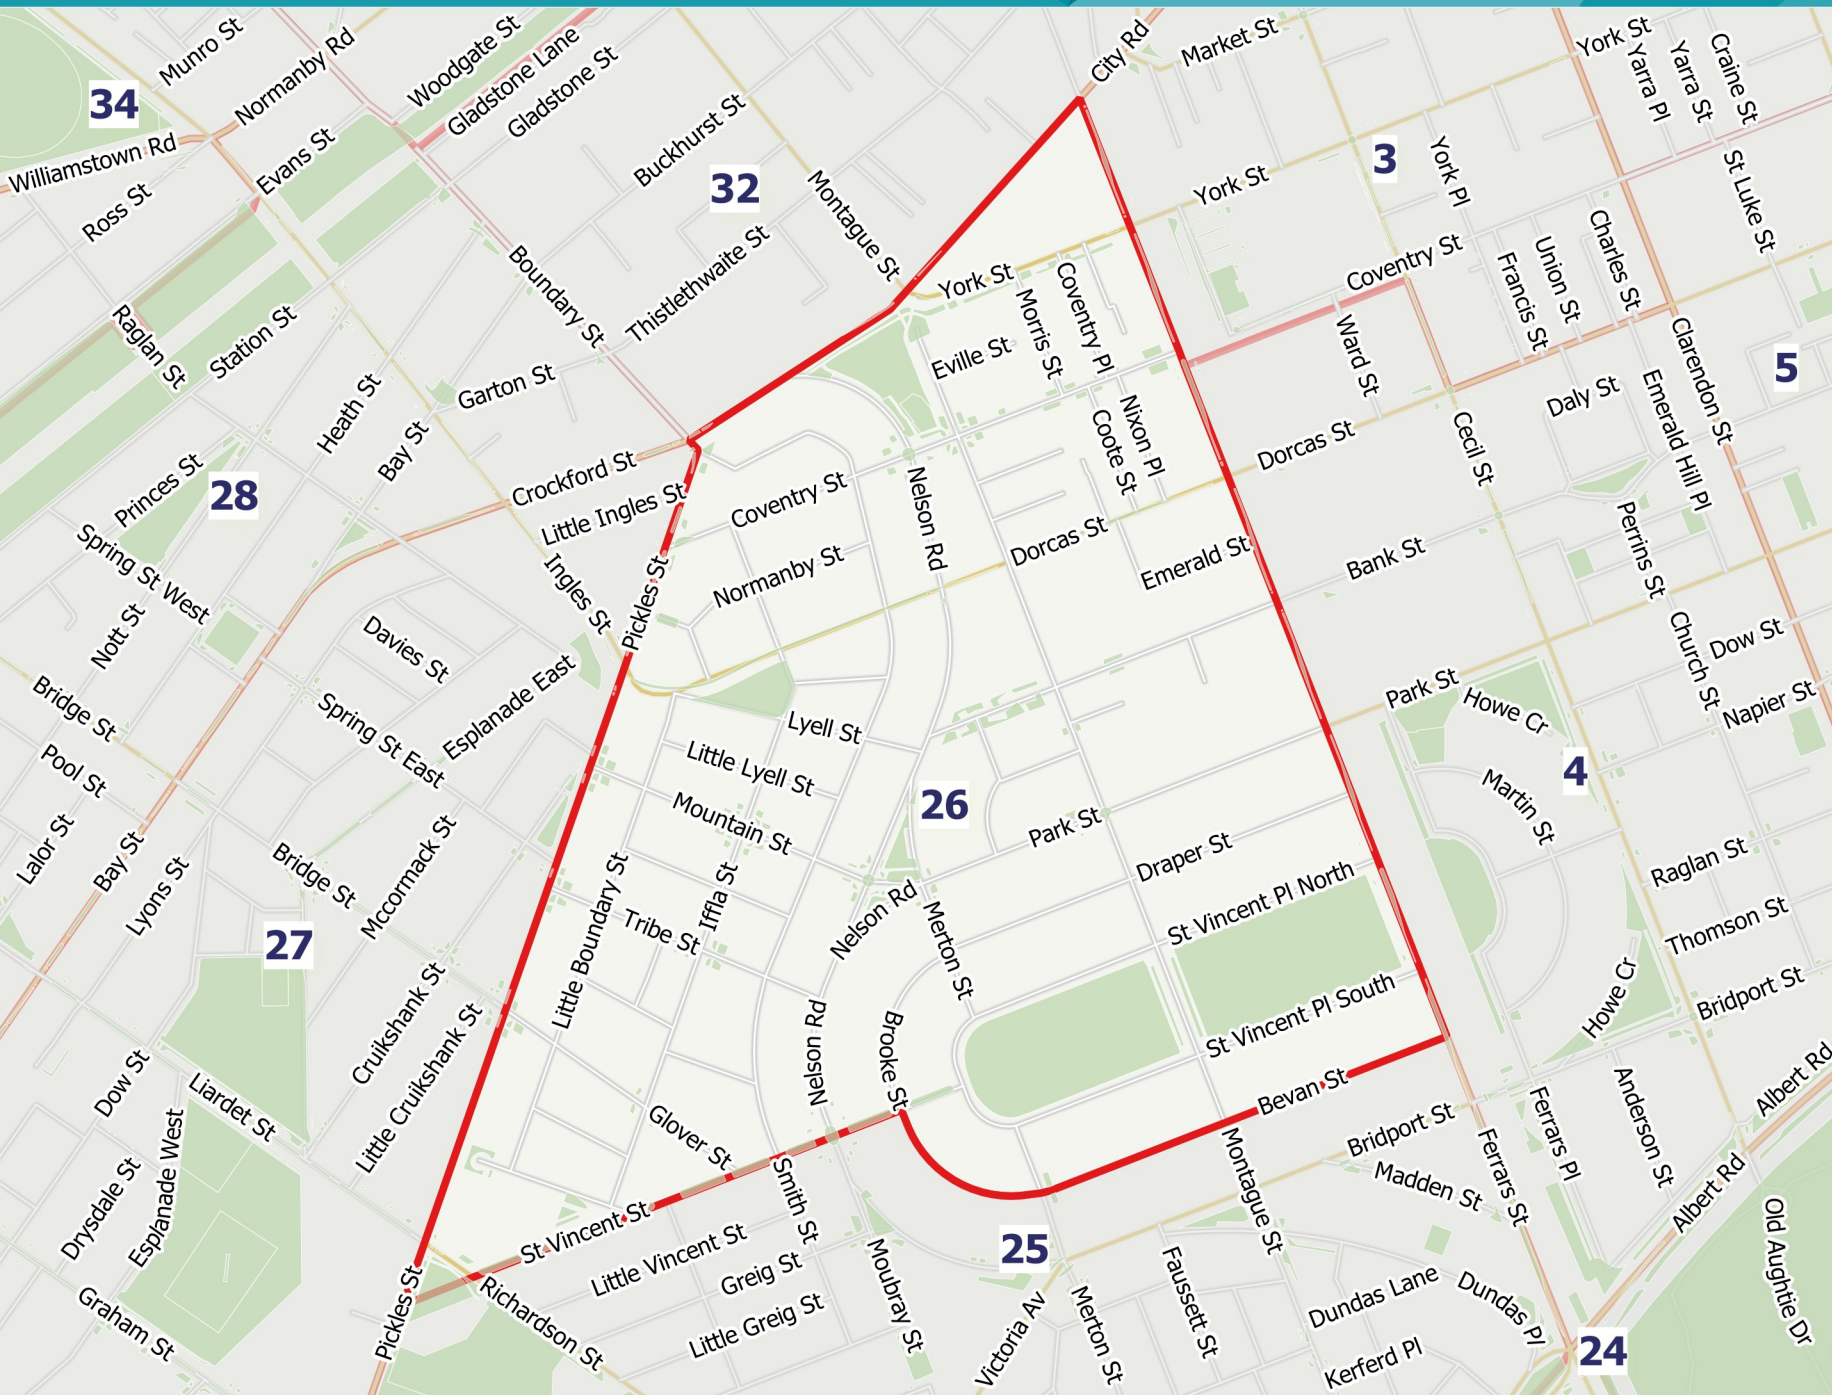 City Rd
Market St
York St
Yarra Pl
Yarra St
Craine St
Munro St
Normanby Rd
Woodgate St
Gladstone Lane
Gladstone St
34
Buckhurst St
Williamstown Rd
Evans St
Ross St
32
Montague St
3
York Pl
York St
St Luke St
Boundary St
Thistlethwaite St
York St
Coventry St
Charles St
Union St
Francis St
Raglan St
Station St
Heath St
Garton St
Bay St
Eville St
Morris St
Coventry Pl
Ward St
Clarendon St
5
Daly St
Emerald Hill Pl
Cecil St
Dorcas St
Nixon Pl
Coote St
Princes St
28
Crockford St
Little Ingles St
Coventry St
Nelson Rd
Dorcas St
Emerald St
Bank St
Perrins St
Spring St West
Nott St
Ingles St
Pickles St
Normanby St
Davies St
Esplanade East
Church St
Dow St
Napier St
Park St
Howe Cr
Bridge St
Pool St
Spring St East
Lyell St
Little Lyell St
Mountain St
26
Park St
Draper St
4
Martin St
Lalor St
Bay St
Lyons St
Bridge St
Mccormack St
Little Boundary St
Iffla St
Tribe St
Nelson Rd
Merton St
St Vincent Pl North
Raglan St
Thomson St
27
Cruikshank St
Little Cruikshank St
Nelson Rd
Brooke St
St Vincent Pl South
Howe Cr
Bridport St
Dow St
Liardet St
Glover St
Bevan St
Bridport St
Ferrars Pl
Anderson St
Albert Rd
Drysdale St
Esplanade West
Smith St
St Vincent St
Little Vincent St
Greig St
Little Greig St
Moubray St
25
Montague St
Madden St
Ferrars St
Albert Rd
Old Aughtie Dr
Graham St
Pickles St
Richardson St
Victoria Av
Merton St
Faussett St
Dundas Lane
Dundas Pl
Kerferd Pl
24